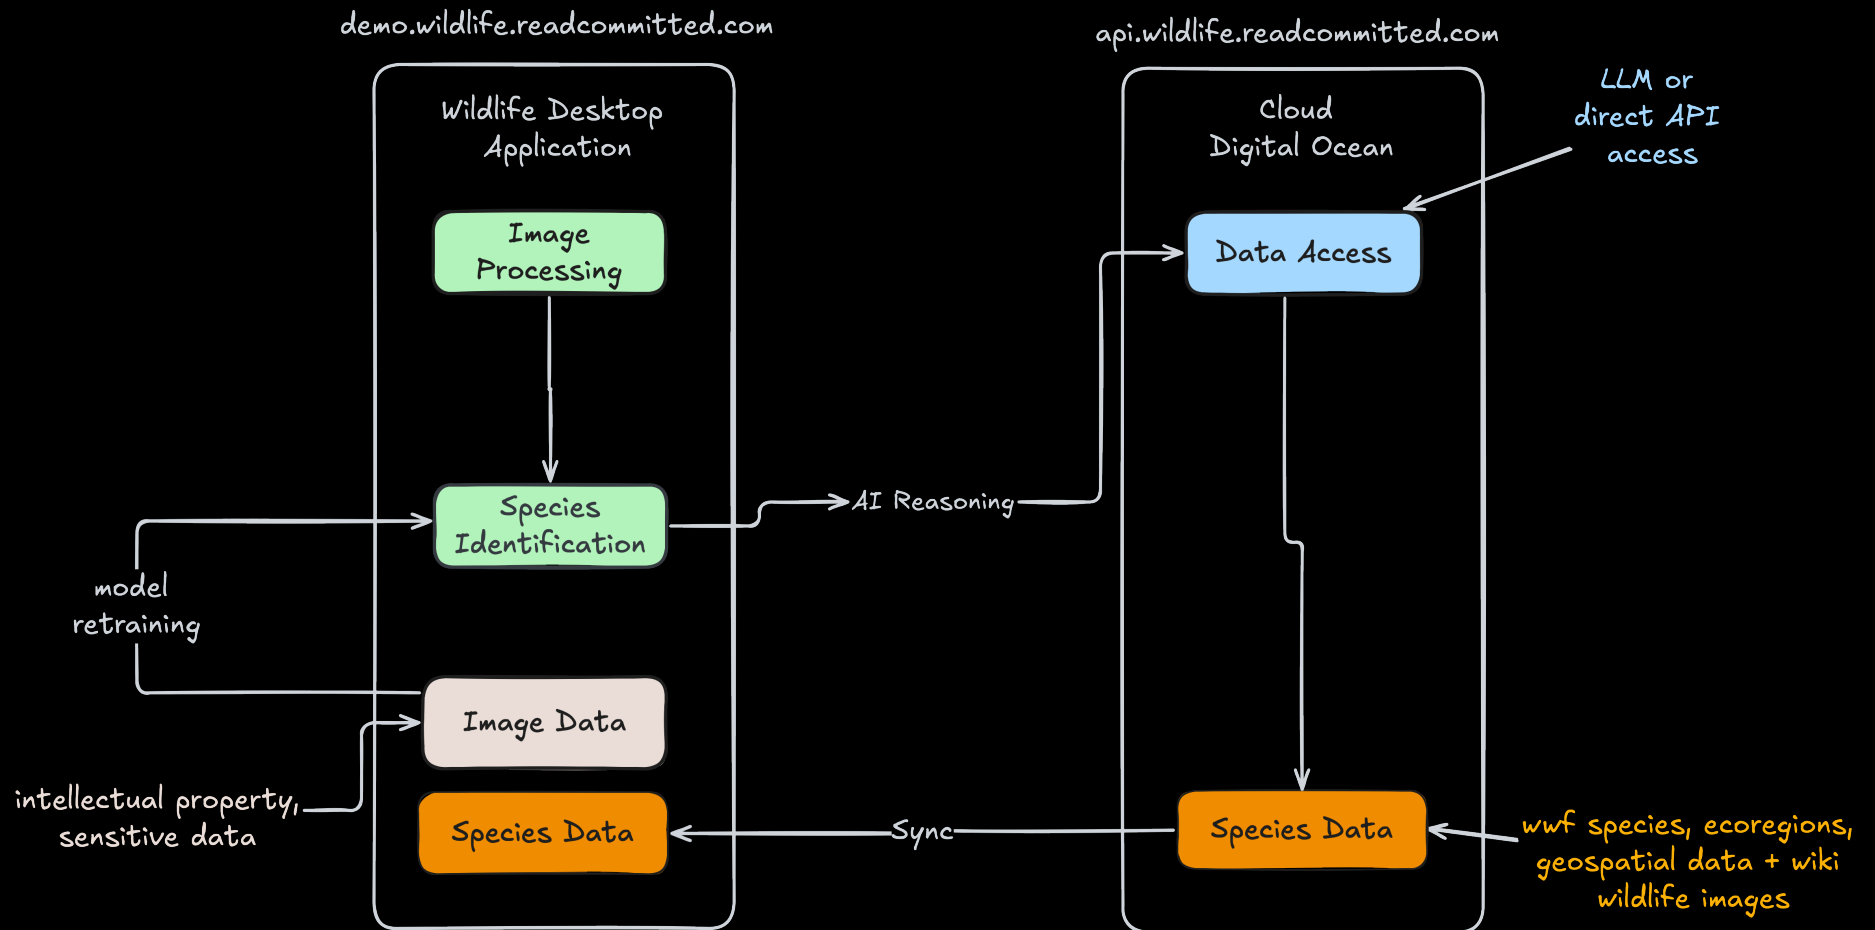 demo.wildlife.readcommitted.com
api.wildlife.readcommitted.com
Wildlife Desktop
Application
Cloud
Digital Ocean
LLM or
direct API
access
Image
Processing
Data Access
Species
Identification
AI Reasoning
model
retraining
Image Data
intellectual property,
sensitive data
Species Data
Sync
Species Data
wwf species, ecoregions,
geospatial data + wiki
wildlife images